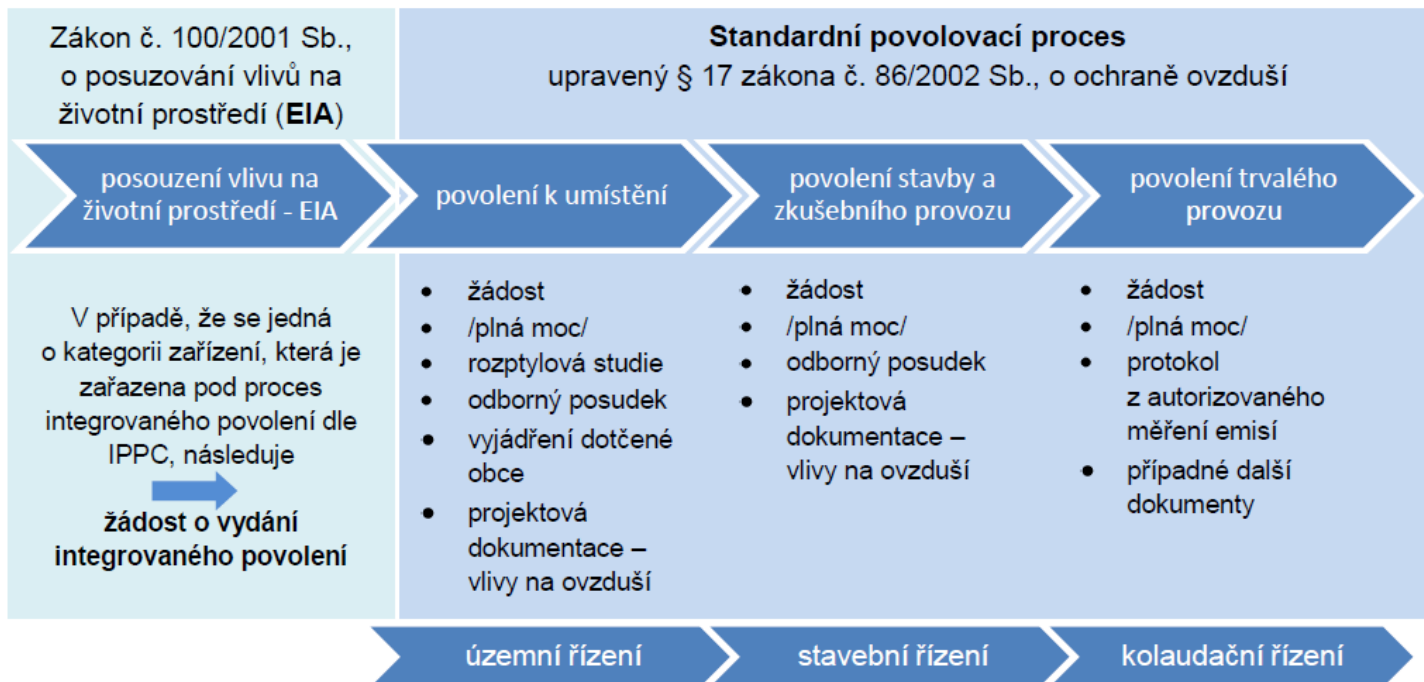 Zákon č. 100/2001 Sb.,
o posuzování vlivů na
životní prostředí (EIA)
Standardní povolovací proces
upravený § 17 zákona č. 86/2002 Sb., o ochraně ovzduší
posouzení vlivu na
životní prostředí - EIA
povolení k umístění
povolení stavby a
zkušebního provozu
povolení trvalého
provozu
V případě, že se jedná
o kategorii zařízení, která je
zařazena pod proces
integrovaného povolení dle
IPPC, následuje
žádost o vydání
integrovaného povolení
• žádost
• /plná moc/
• rozptylová studie
• odborný posudek
• vyjádření dotčené
obce
• projektová
dokumentace –
vlivy na ovzduší
• žádost
• /plná moc/
• odborný posudek
• projektová
dokumentace –
vlivy na ovzduší
• žádost
• /plná moc/
• protokol
z autorizovaného
měření emisí
• případné další
dokumenty
územní řízení
stavební řízení
kolaudační řízení